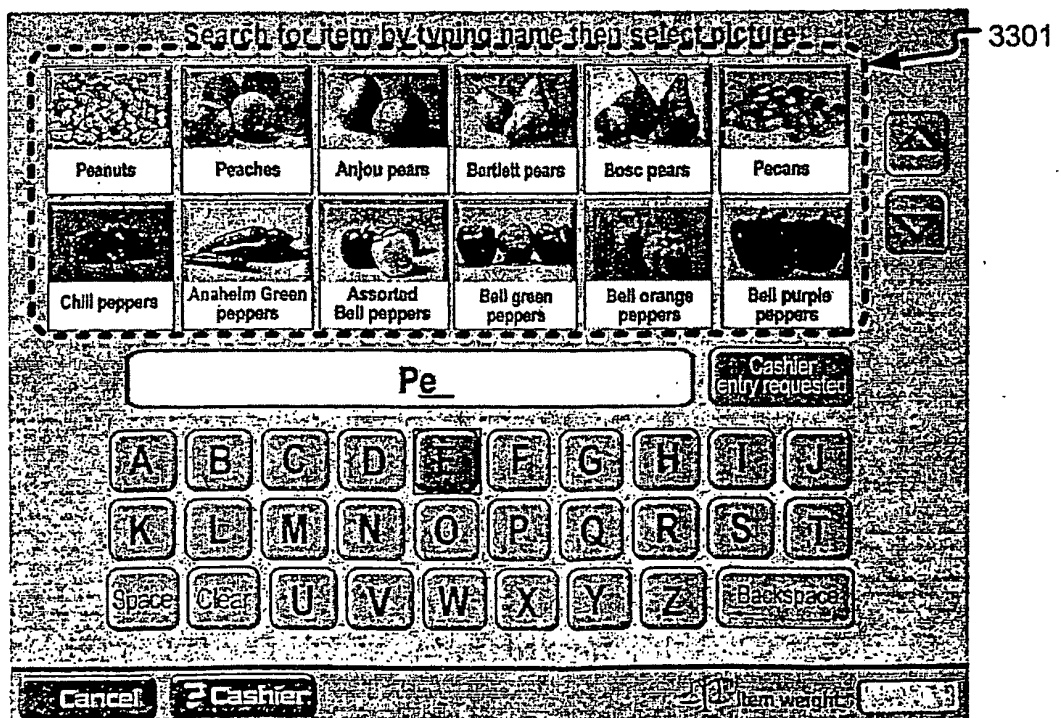 Search for item by typing name then select picture
3301
Peanuts Peaches Anjou pears Bartlett pears Bosc pears Pecans
Chili peppers Anaheim Green peppers Assorted Bell peppers Bell green peppers Bell orange peppers Bell purple peppers
Pe_
Cashier
entry requested
A B C D E F G H I J
K L M N O P Q R S T
Space Clear U V W X Y Z Backspace
Cancel Cashier Item weight